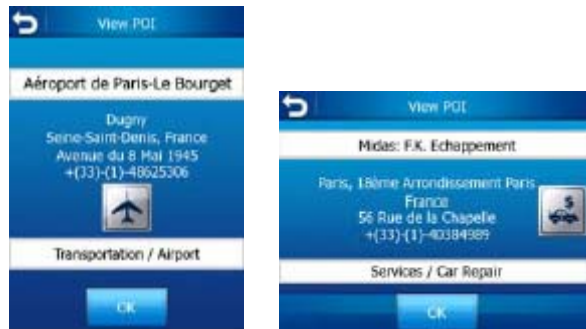 View POI
Aéroport de Paris-Le Bourget
Dugny
Seine-Saint-Denis, France
Avenue du 8 Mai 1945
+(33)-(1)-48625306
Transportation / Airport
OK
View POI
Midas: F.K. Echappement
Paris, 18ème Arrondissement Paris
France
56 Rue de la Chapelle
+(33)-(1)-40384989
$
Services / Car Repair
OK